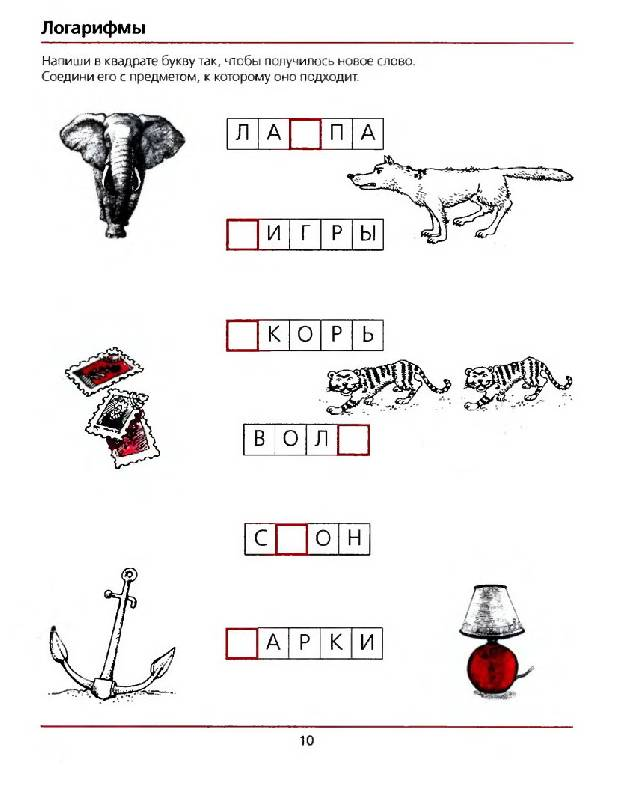 Логарифмы
Напиши в квадрате букву так, чтобы получилось новое слово.
Соедини его с предметом, к которому оно подходит.
Л А П А
И Г Р Ы
К О Р Ь
В О Л
С О Н
А Р К И
10